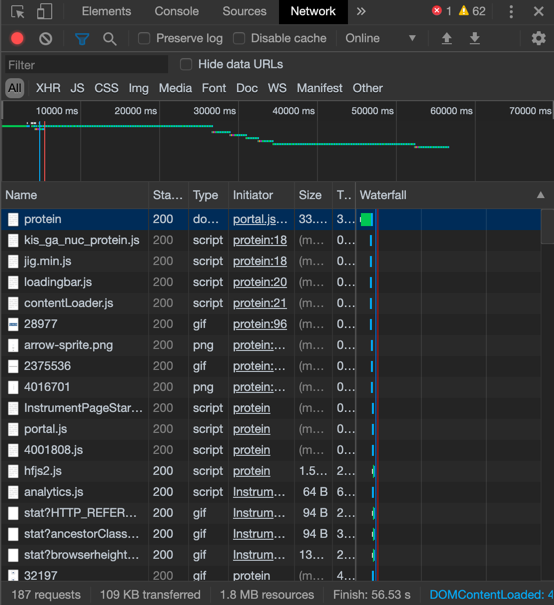 Elements Console Sources Network » 1 62
Preserve log Disable cache Online
Filter Hide data URLs
All XHR JS CSS Img Media Font Doc WS Manifest Other
10000 ms 20000 ms 30000 ms 40000 ms 50000 ms 60000 ms 70000 ms
Name Sta... Type Initiator Size T... Waterfall
protein 200 do... portal.js... 33.... 3...
kis_ga_nuc_protein.js 200 script protein:18 (m... 0...
jig.min.js 200 script protein:18 (m... 0...
loadingbar.js 200 script protein:20 (m... 0...
contentLoader.js 200 script protein:21 (m... 0...
28977 200 gif protein:96 (m... 0...
arrow-sprite.png 200 png protein:... (m... 0...
2375536 200 gif protein:... (m... 0...
4016701 200 png protein:... (m... 0...
InstrumentPageStar... 200 script protein (m... 0...
portal.js 200 script protein (m... 0...
4001808.js 200 script protein (m... 0...
hfjs2.js 200 script protein 1.5... 2...
analytics.js 200 script Instrum... 64 B 6...
stat?HTTP_REFER... 200 gif Instrum... 94 B 2...
stat?ancestorClass... 200 gif Instrum... 94 B 3...
stat?browserheight... 200 gif Instrum... 13... 2...
32197 200 gif protein (m... 4...
187 requests 109 KB transferred 1.8 MB resources Finish: 56.53 s DOMContentLoaded: 4